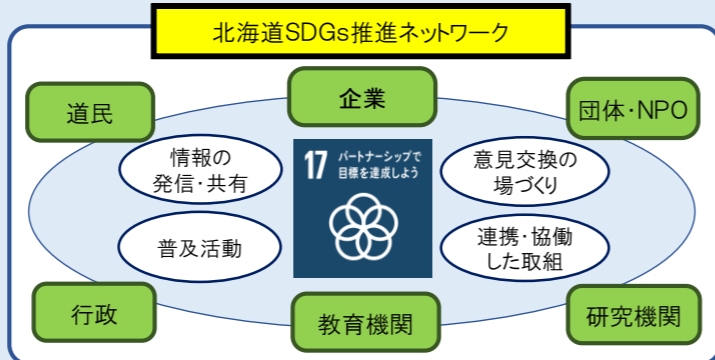 北海道SDGs推進ネットワーク
道民
企業
団体・NPO
情報の
発信・共有
17 パートナーシップで
目標を達成しよう
意見交換の
場づくり
普及活動
連携・協働
した取組
行政
教育機関
研究機関